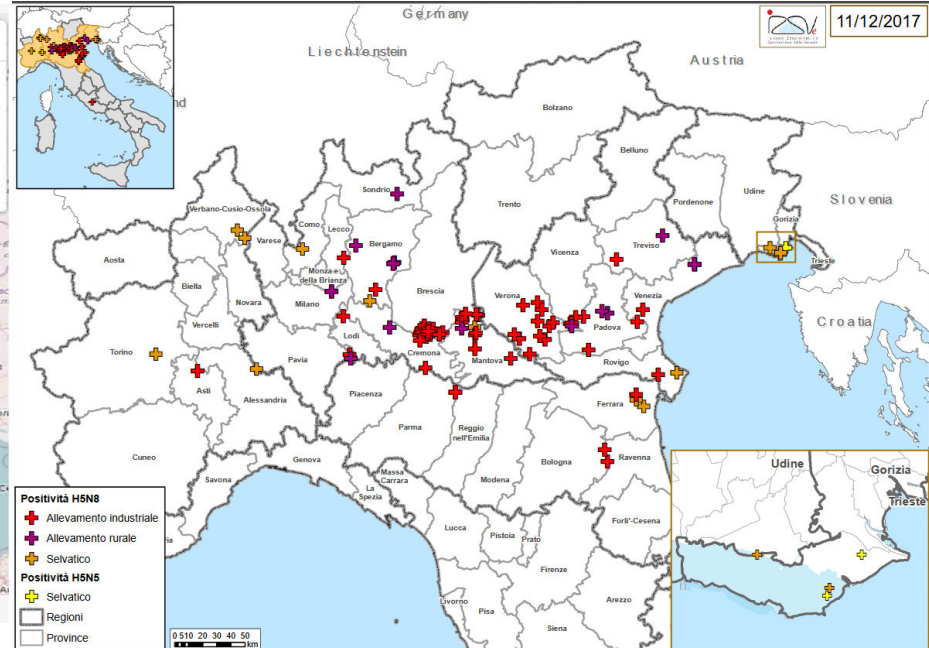 Germany
11/12/2017
Liechtenstein
Austria
nd
Bolzano
Belluno
Sondrio
Trento
Udine
Pordenone
Slovenia
Verbano-Cusio-Ossola
Como
Lecco
Gorizia
Varese
Bergamo
Treviso
Aosta
Vicenza
Trieste
Biella
Monza e
della Brianza
Brescia
Verona
Venezia
Novara
Milano
Vercelli
Padova
Croatia
Lodi
Torino
Cremona
Mantova
Rovigo
Pavia
Asti
Alessandria
Piacenza
Ferrara
Parma
Reggio
nell'Emilia
Cuneo
Bologna
Ravenna
Genova
Modena
Savona
Massa
Carrara
La
Spezia
Forli'-Cesena
Lucca
Pistoia
Prato
Firenze
Arezzo
Livorno
Pisa
Siena
Positività H5N8
Allevamento industriale
Allevamento rurale
Selvatico
Positività H5N5
Selvatico
Regioni
Province
0 5 10 20 30 40 50
km
Udine
Gorizia
Trieste